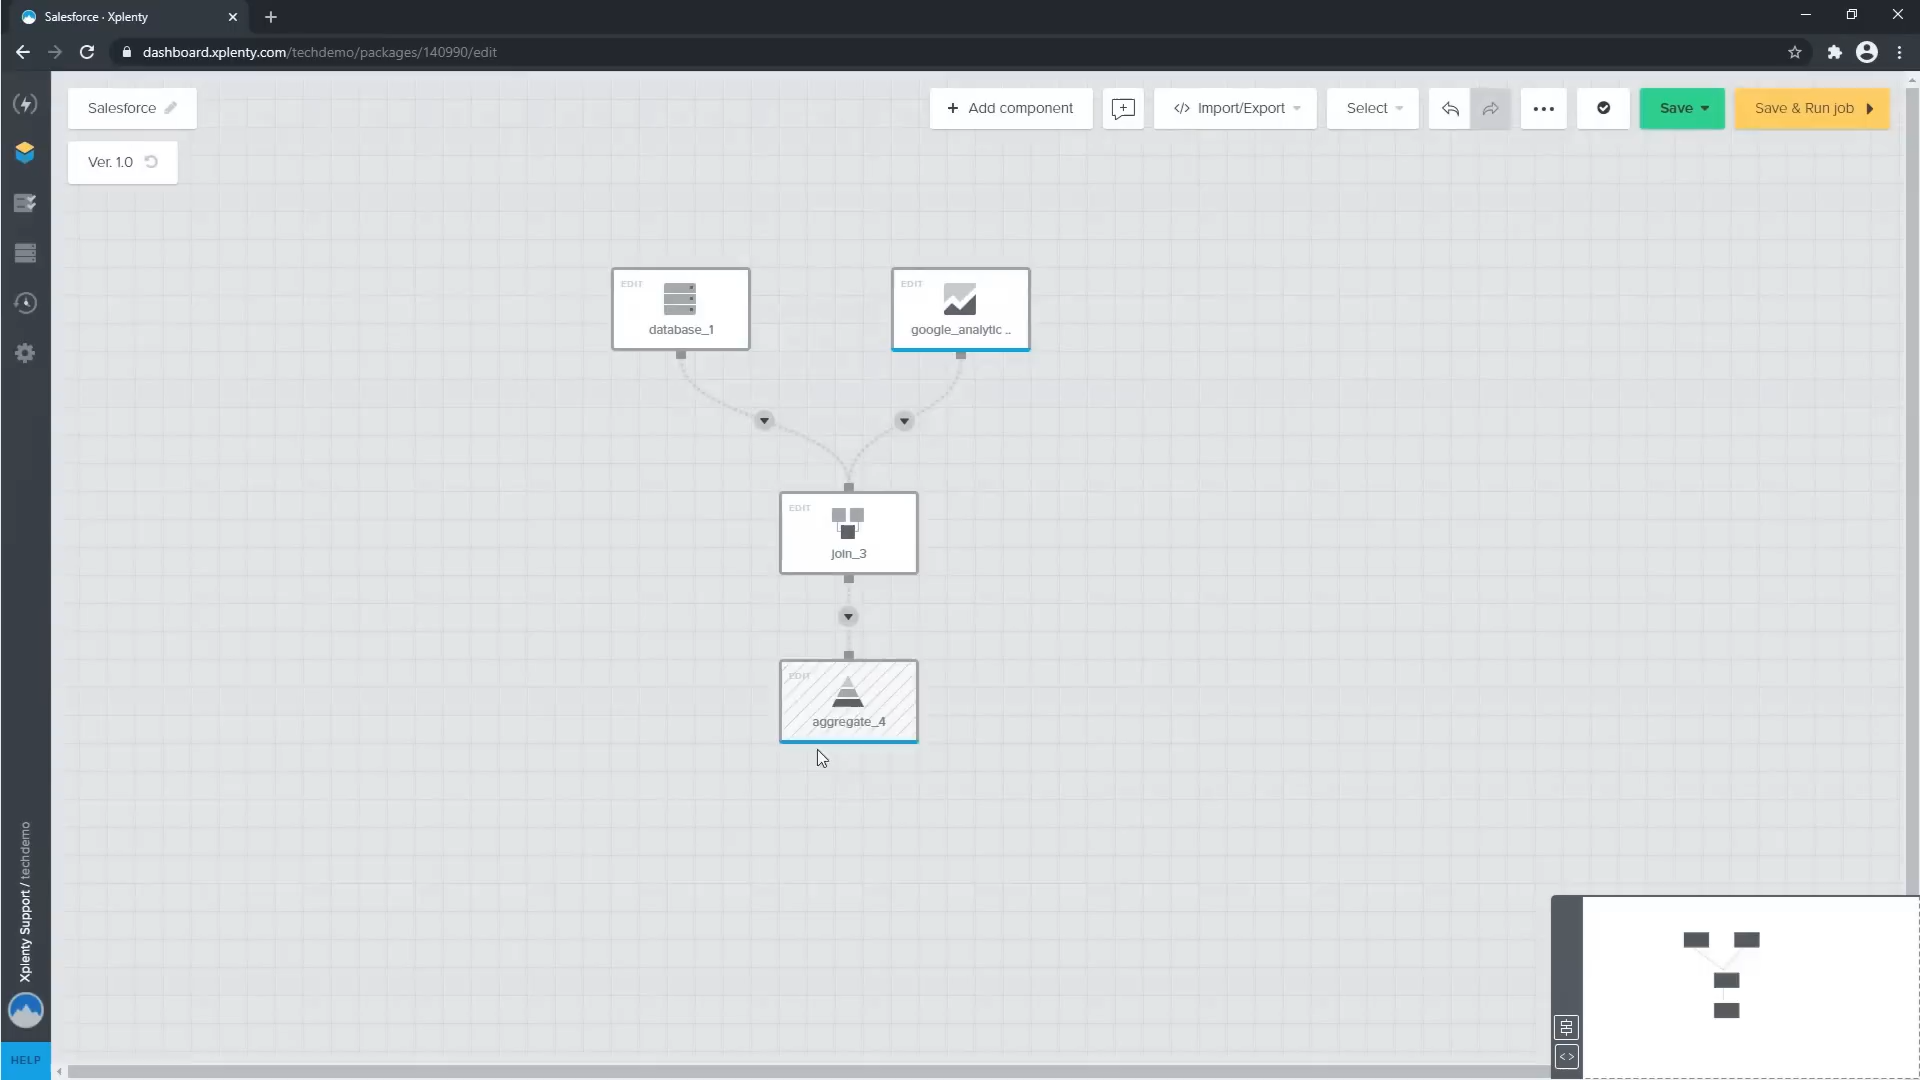 Salesforce · Xplenty
dashboard.xplenty.com/techdemo/packages/140990/edit
Salesforce
+ Add component
</> Import/Export
Select
Save
Save & Run job
Ver. 1.0
EDIT
database_1
EDIT
google_analytic ..
EDIT
join_3
EDIT
aggregate_4
Xplenty Support / techdemo
HELP